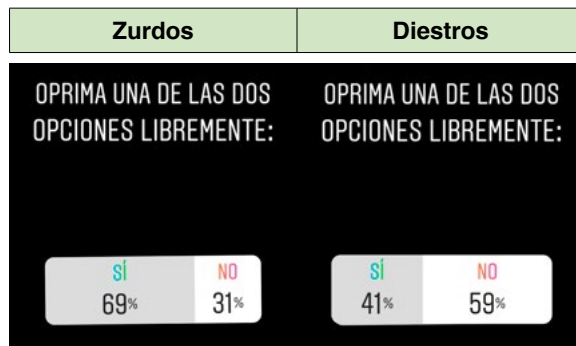 Zurdos
Diestros
OPRIMA UNA DE LAS DOS
OPCIONES LIBREMENTE:
SÍ
69%
NO
31%
OPRIMA UNA DE LAS DOS
OPCIONES LIBREMENTE:
SÍ
41%
NO
59%